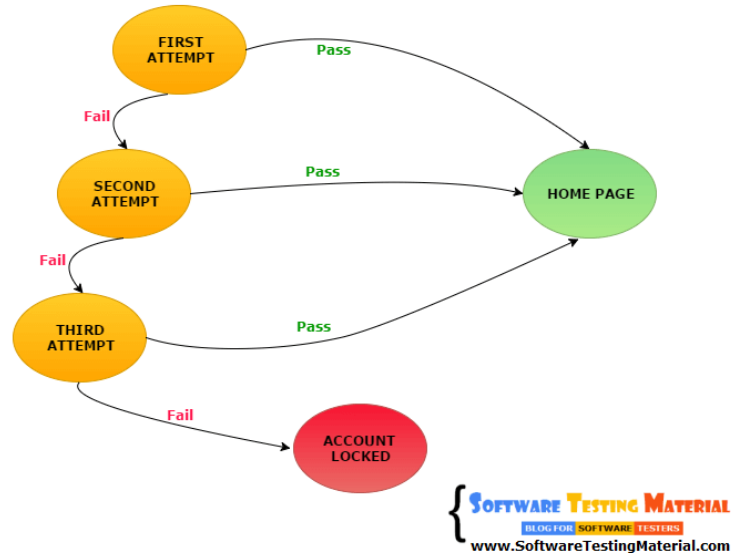 FIRST
ATTEMPT
Pass
Fail
SECOND
ATTEMPT
Pass
HOME PAGE
Fail
THIRD
ATTEMPT
Pass
Fail
ACCOUNT
LOCKED
{ SOFTWARE TESTING MATERIAL
BLOG FOR SOFTWARE TESTERS
www.SoftwareTestingMaterial.com